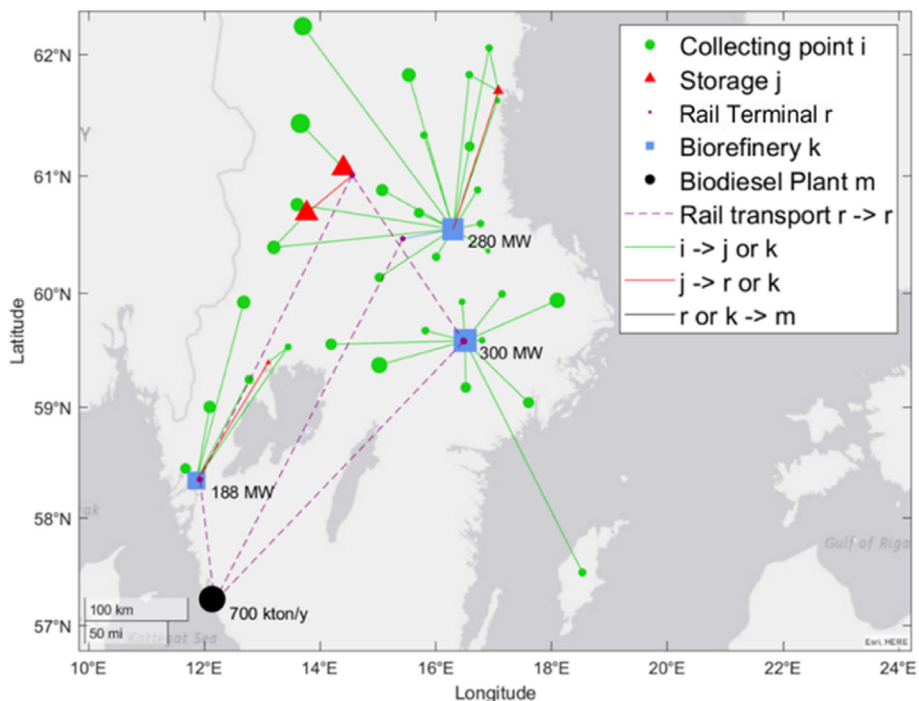 62°N
61°N
60°N
59°N
58°N
57°N
Latitude
Y
Collecting point i
Storage j
Rail Terminal r
Biorefinery k
Biodiesel Plant m
Rail transport r -> r
i -> j or k
j -> r or k
r or k -> m
280 MW
300 MW
188 MW
700 kton/y
100 km
50 mi
Kattegat Sea
Gulf of Riga
Esri, HERE
10°E
12°E
14°E
16°E
18°E
20°E
22°E
24°E
Longitude